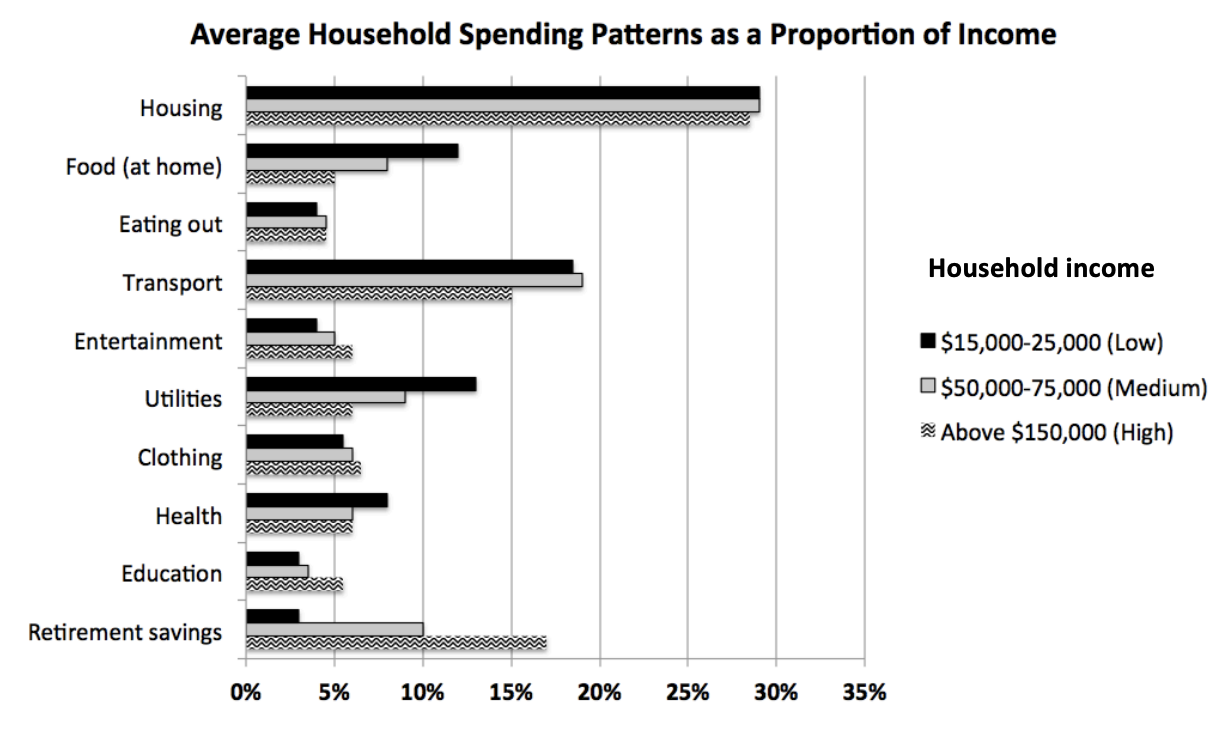 Average Household Spending Patterns as a Proportion of Income
Housing
Food (at home)
Eating out
Transport
Entertainment
Utilities
Clothing
Health
Education
Retirement savings
0% 5% 10% 15% 20% 25% 30% 35%
Household income
$15,000-25,000 (Low)
$50,000-75,000 (Medium)
Above $150,000 (High)